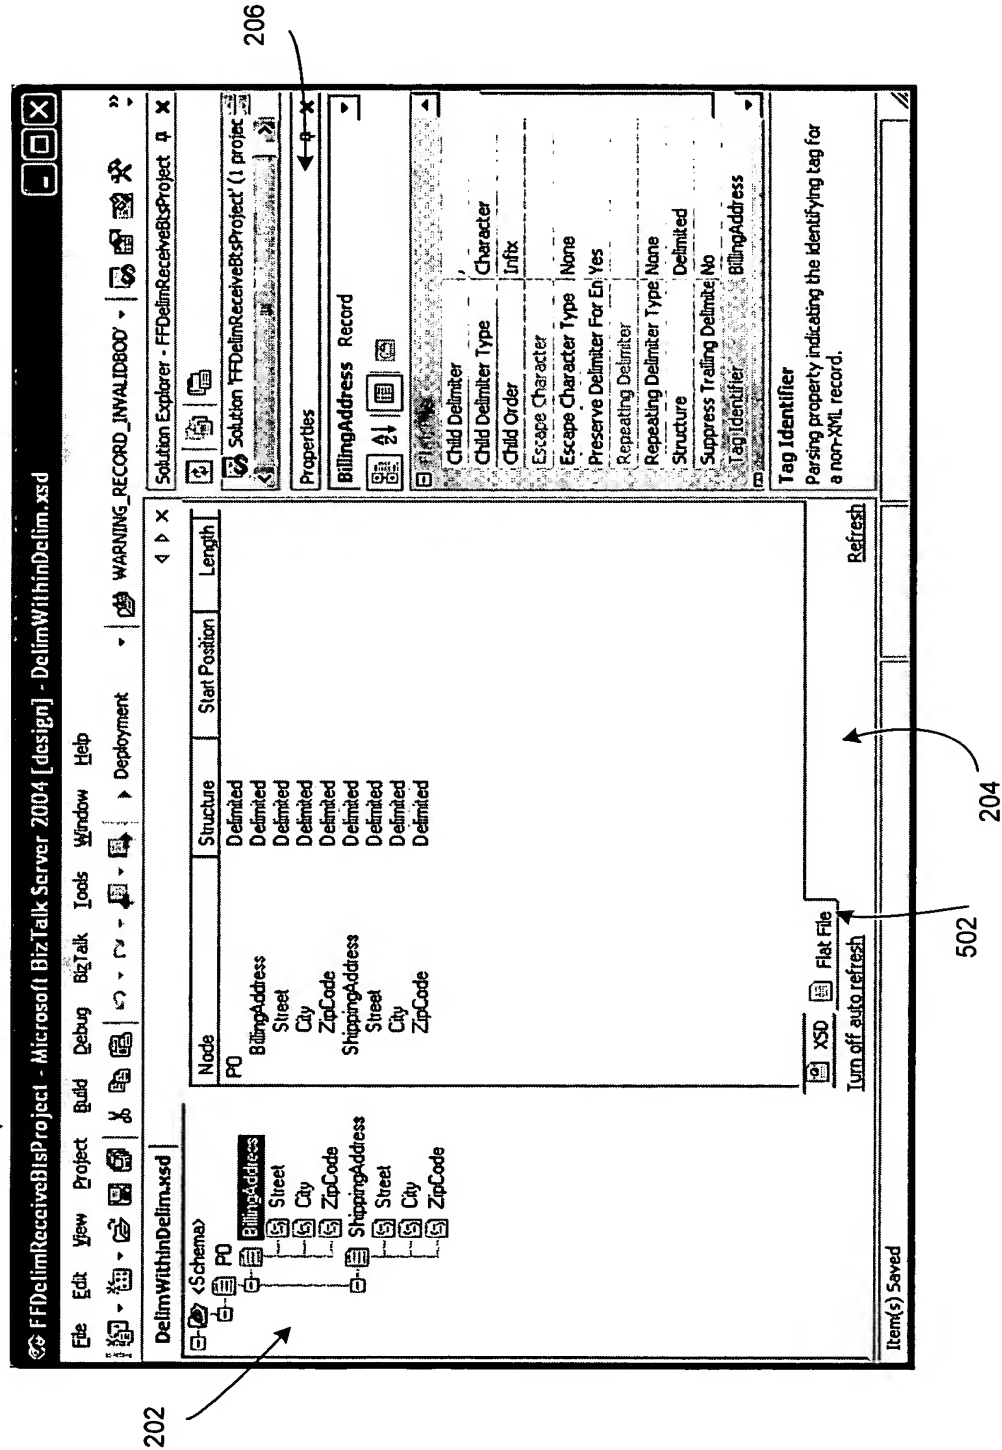 FFDelimReceiveBtsProject - Microsoft BizTalk Server 2004 [design] - DelimWithinDelim.xsd
File Edit View Project Build Debug BizTalk Tools Window Help
Deployment WARNING_RECORD_INVALIDBOD'
DelimWithinDelim.xsd
<Schema>
PO
BillingAddress
Street
City
ZipCode
ShippingAddress
Street
City
ZipCode
Node Structure Start Position Length
PO Delimited
BillingAddress Delimited
Street Delimited
City Delimited
ZipCode Delimited
ShippingAddress Delimited
Street Delimited
City Delimited
ZipCode Delimited
XSD Flat File
Turn off auto refresh Refresh
Solution Explorer - FFDelimReceiveBtsProject
Solution 'FFDelimReceiveBtsProject' (1 projec
Properties
BillingAddress Record
Child Delimiter ,
Child Delimiter Type Character
Child Order Infix
Escape Character
Escape Character Type None
Preserve Delimiter For Em Yes
Repeating Delimiter
Repeating Delimiter Type None
Structure Delimited
Suppress Trailing Delimite No
Tag Identifier BillingAddress
Tag Identifier
Parsing property indicating the identifying tag for
a non-XML record.
Item(s) Saved
202
502
204
206